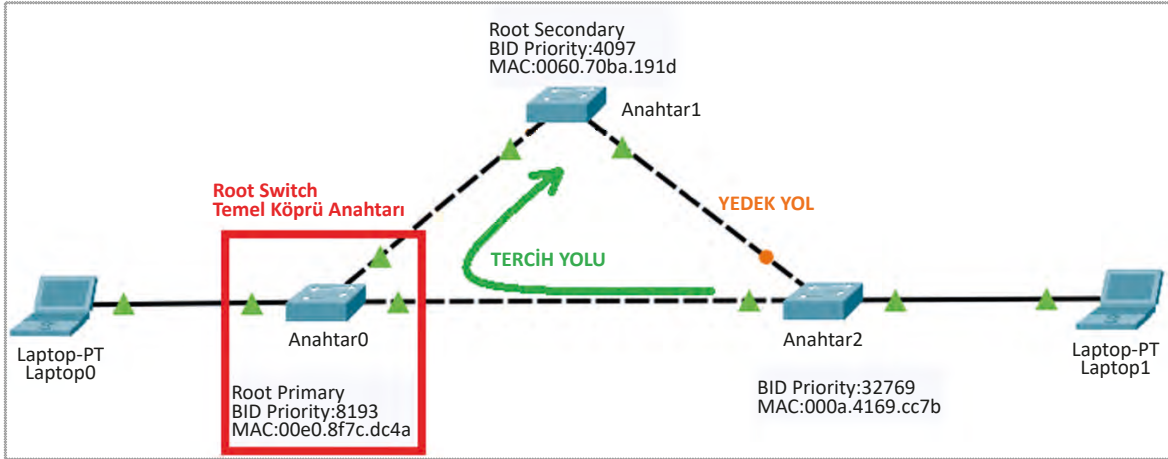 Root Secondary
BID Priority:4097
MAC:0060.70ba.191d
Anahtar1
Root Switch
Temel Köprü Anahtarı
YEDEK YOL
TERCİH YOLU
Laptop-PT
Laptop0
Anahtar0
Anahtar2
Laptop-PT
Laptop1
Root Primary
BID Priority:8193
MAC:00e0.8f7c.dc4a
BID Priority:32769
MAC:000a.4169.cc7b